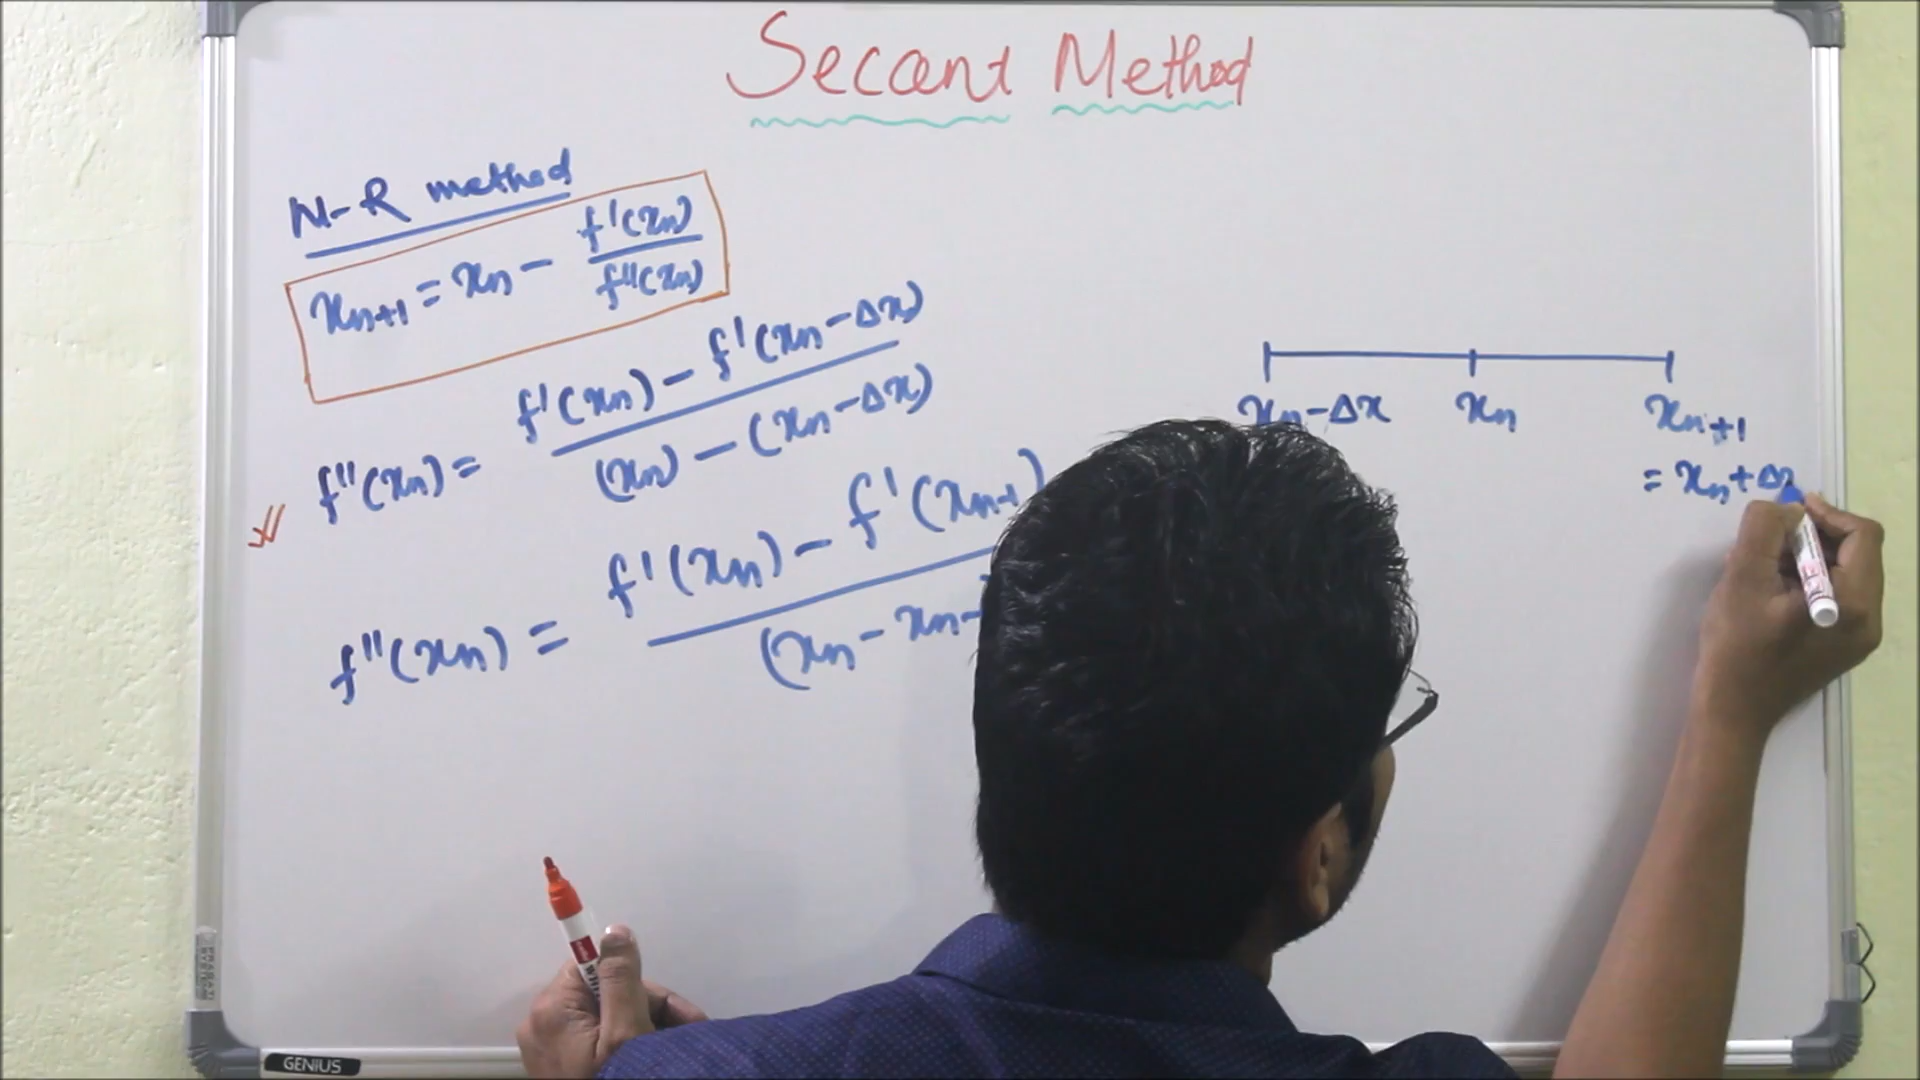 Secant Method
N-R method
xn+1 = xn - f'(xn) / f''(xn)
f''(xn) = f'(xn) - f'(xn-Δx) / (xn) - (xn-Δx)
f''(xn) = f'(xn) - f'(xn-1) / (xn - xn-
xn-Δx xn xn+1
= xn+Δx
GENIUS